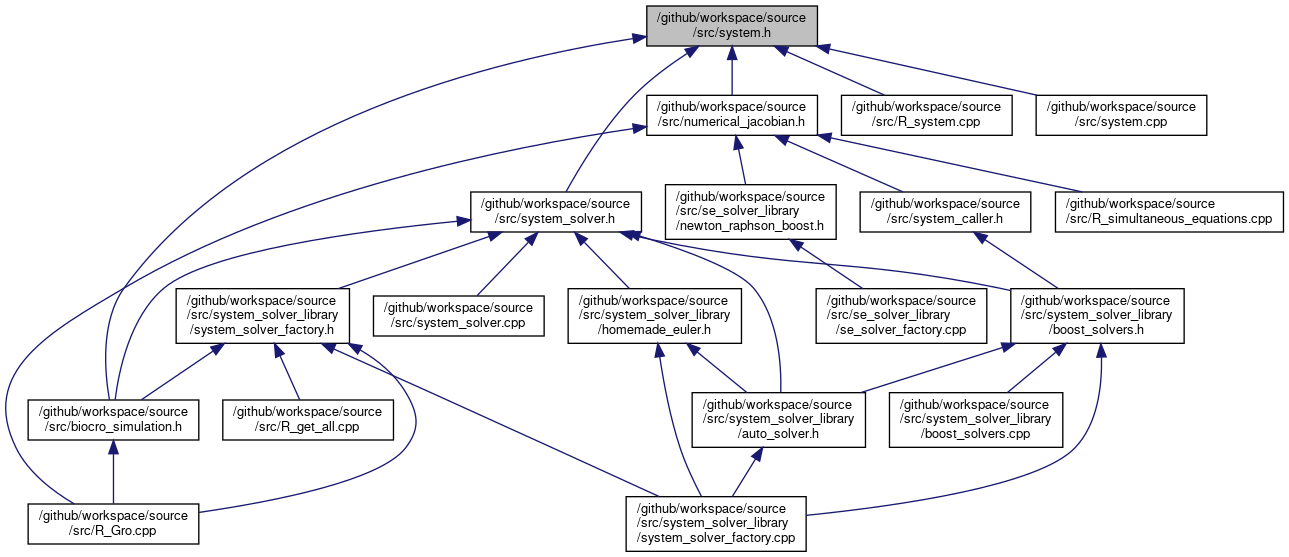 /github/workspace/source
/src/system.h
/github/workspace/source
/src/numerical_jacobian.h
/github/workspace/source
/src/R_system.cpp
/github/workspace/source
/src/system.cpp
/github/workspace/source
/src/system_solver.h
/github/workspace/source
/src/se_solver_library
/newton_raphson_boost.h
/github/workspace/source
/src/system_caller.h
/github/workspace/source
/src/R_simultaneous_equations.cpp
/github/workspace/source
/src/system_solver_library
/system_solver_factory.h
/github/workspace/source
/src/system_solver.cpp
/github/workspace/source
/src/system_solver_library
/homemade_euler.h
/github/workspace/source
/src/se_solver_library
/se_solver_factory.cpp
/github/workspace/source
/src/system_solver_library
/boost_solvers.h
/github/workspace/source
/src/biocro_simulation.h
/github/workspace/source
/src/R_get_all.cpp
/github/workspace/source
/src/system_solver_library
/auto_solver.h
/github/workspace/source
/src/system_solver_library
/boost_solvers.cpp
/github/workspace/source
/src/R_Gro.cpp
/github/workspace/source
/src/system_solver_library
/system_solver_factory.cpp